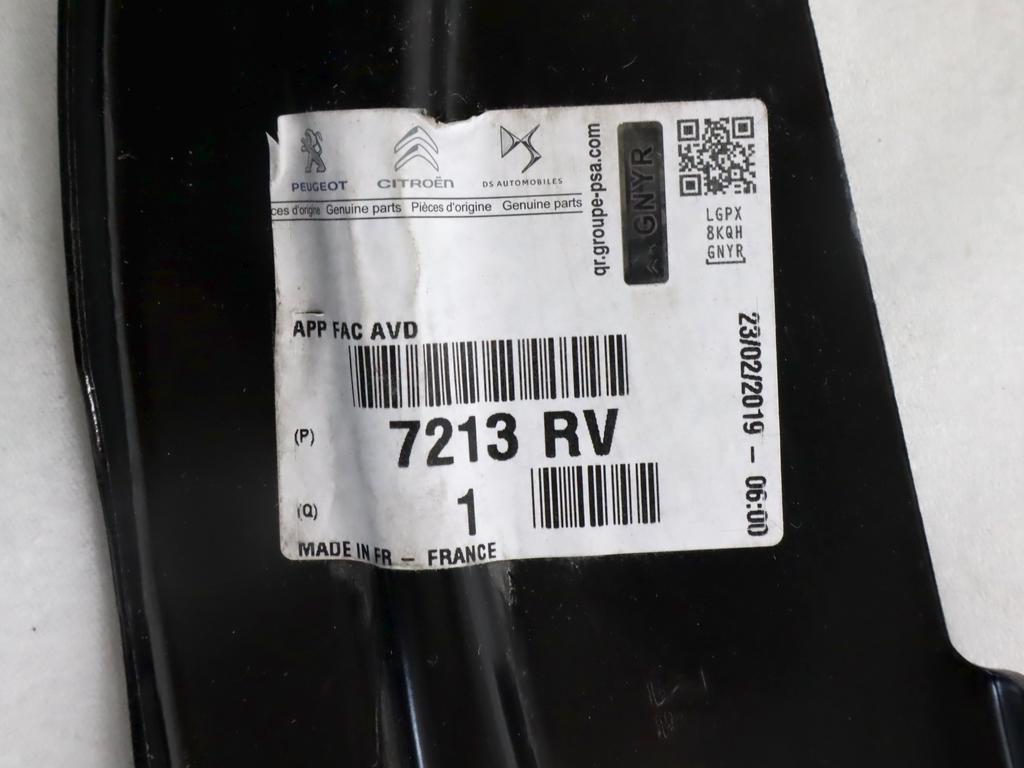 PEUGEOT CITROËN DS AUTOMOBILES
ces d'origine Genuine parts Pièces d'origine Genuine parts
qr.groupe-psa.com
GNYR
LGPX
8KQH
GNYR
23/02/2019 - 06:00
APP FAC AVD
(P) 7213 RV
(Q) 1
MADE IN FR - FRANCE